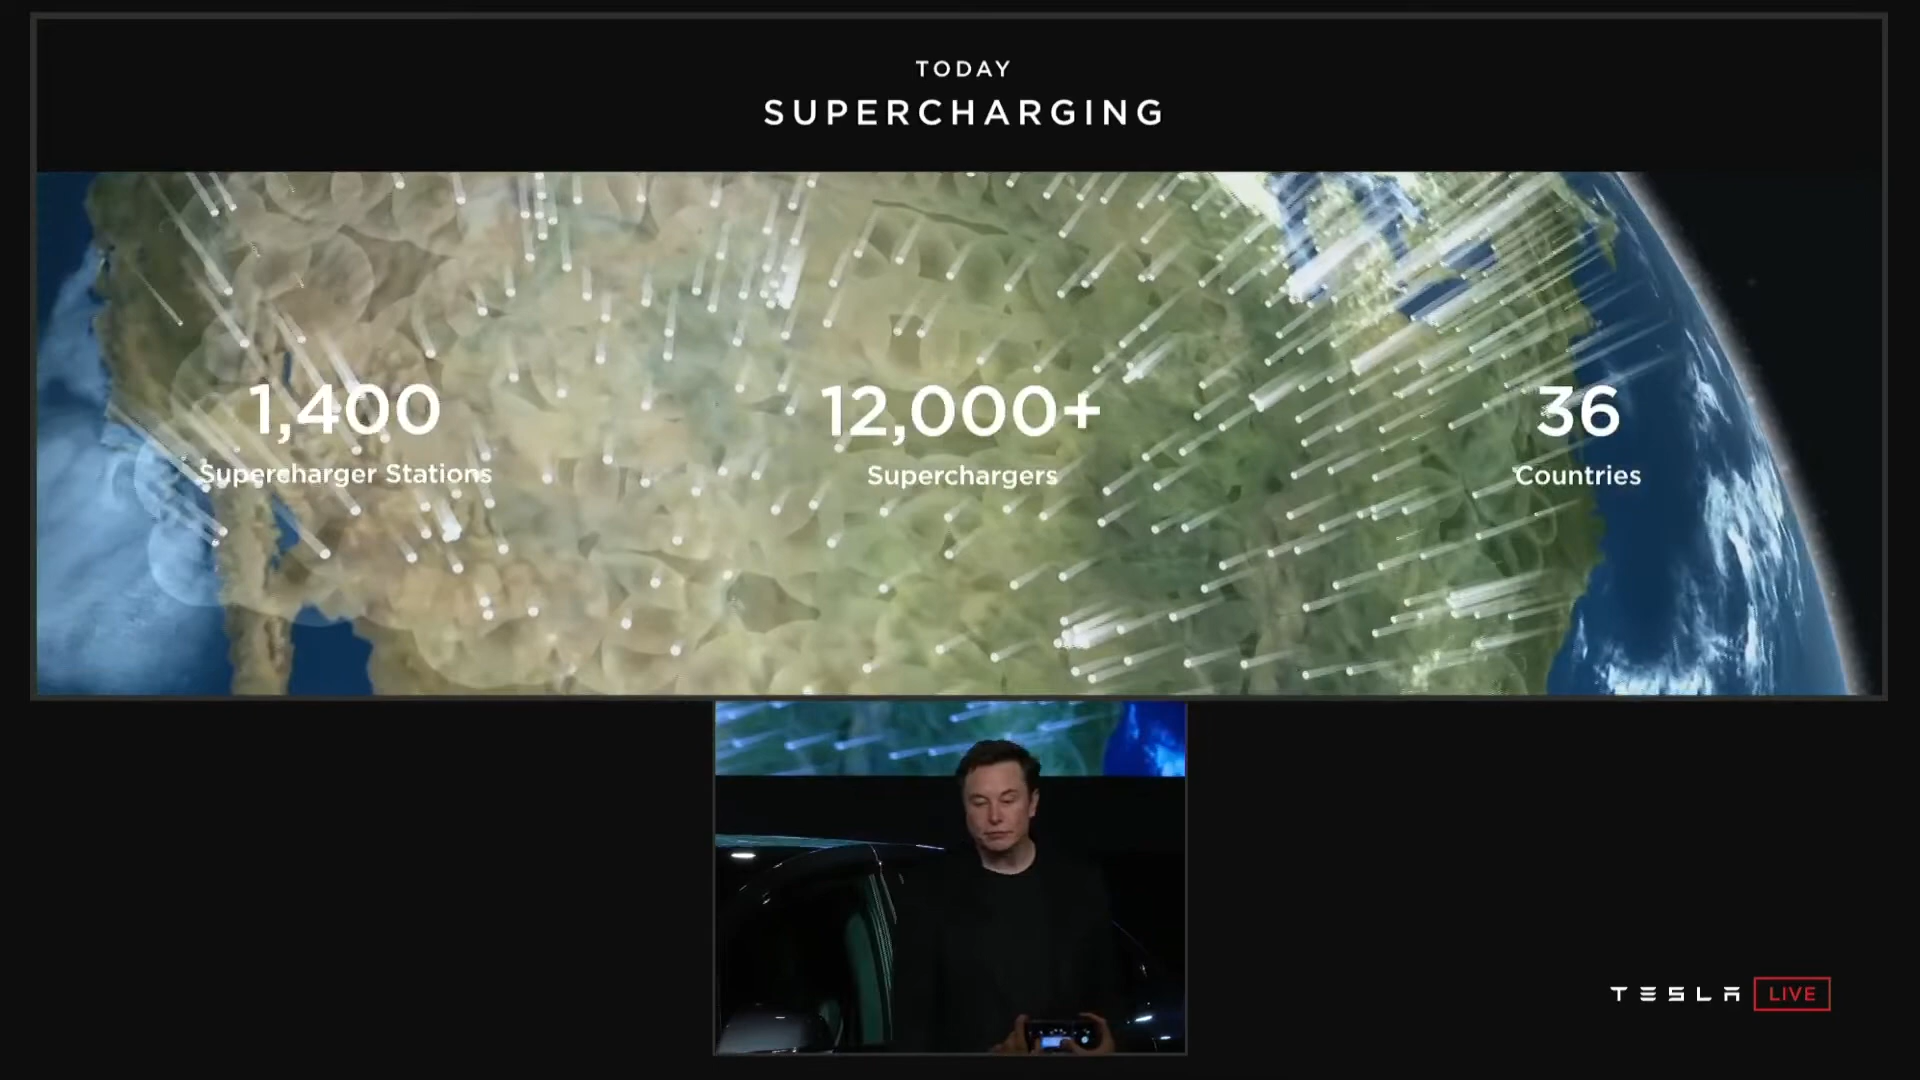 TODAY
SUPERCHARGING
1,400
12,000+
36
Supercharger Stations
Superchargers
Countries
TESLA LIVE